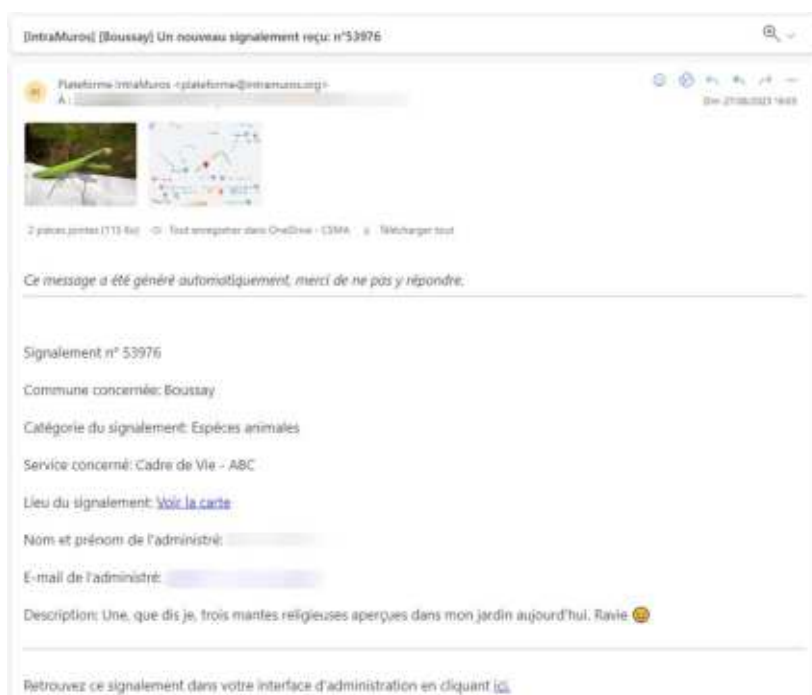 [IntraMuros] [Boussay] Un nouveau signalement reçu: n°53976
Plateforme IntraMuros <plateforme@intramuros.org>
À :
Dim 27/08/2023
2 pièces jointes (115 Ko) Tout enregistrer dans OneDrive - CSMA Télécharger tout
Ce message a été généré automatiquement, merci de ne pas y répondre.
Signalement n° 53976
Commune concernée: Boussay
Catégorie du signalement: Espèces animales
Service concerné: Cadre de Vie - ABC
Lieu du signalement: Voir la carte
Nom et prénom de l'administré:
E-mail de l'administré:
Description: Une, que dis je, trois mantes religieuses aperçues dans mon jardin aujourd'hui. Ravie 😊
Retrouvez ce signalement dans votre interface d'administration en cliquant ici.